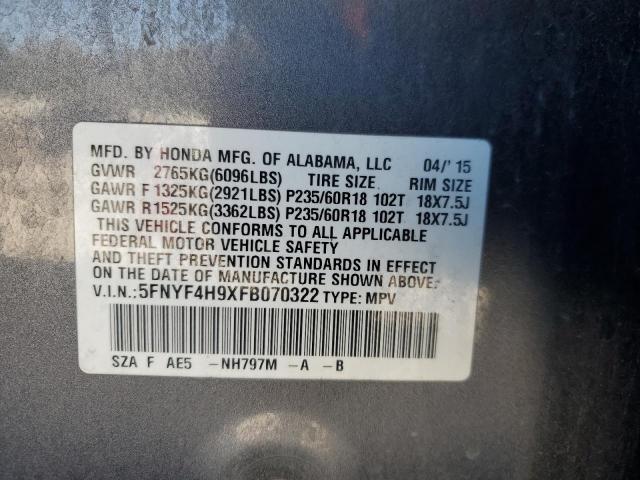 MFD. BY HONDA MFG. OF ALABAMA, LLC 04/' 15
GVWR 2765KG(6096LBS) TIRE SIZE RIM SIZE
GAWR F 1325KG(2921LBS) P235/60R18 102T 18X7.5J
GAWR R1525KG(3362LBS) P235/60R18 102T 18X7.5J
THIS VEHICLE CONFORMS TO ALL APPLICABLE
FEDERAL MOTOR VEHICLE SAFETY
AND THEFT PREVENTION STANDARDS IN EFFECT
ON THE DATE OF MANUFACTURE SHOWN ABOVE.
V.I.N.:5FNYF4H9XFB070322 TYPE: MPV
SZA F AE5 -NH797M -A -B